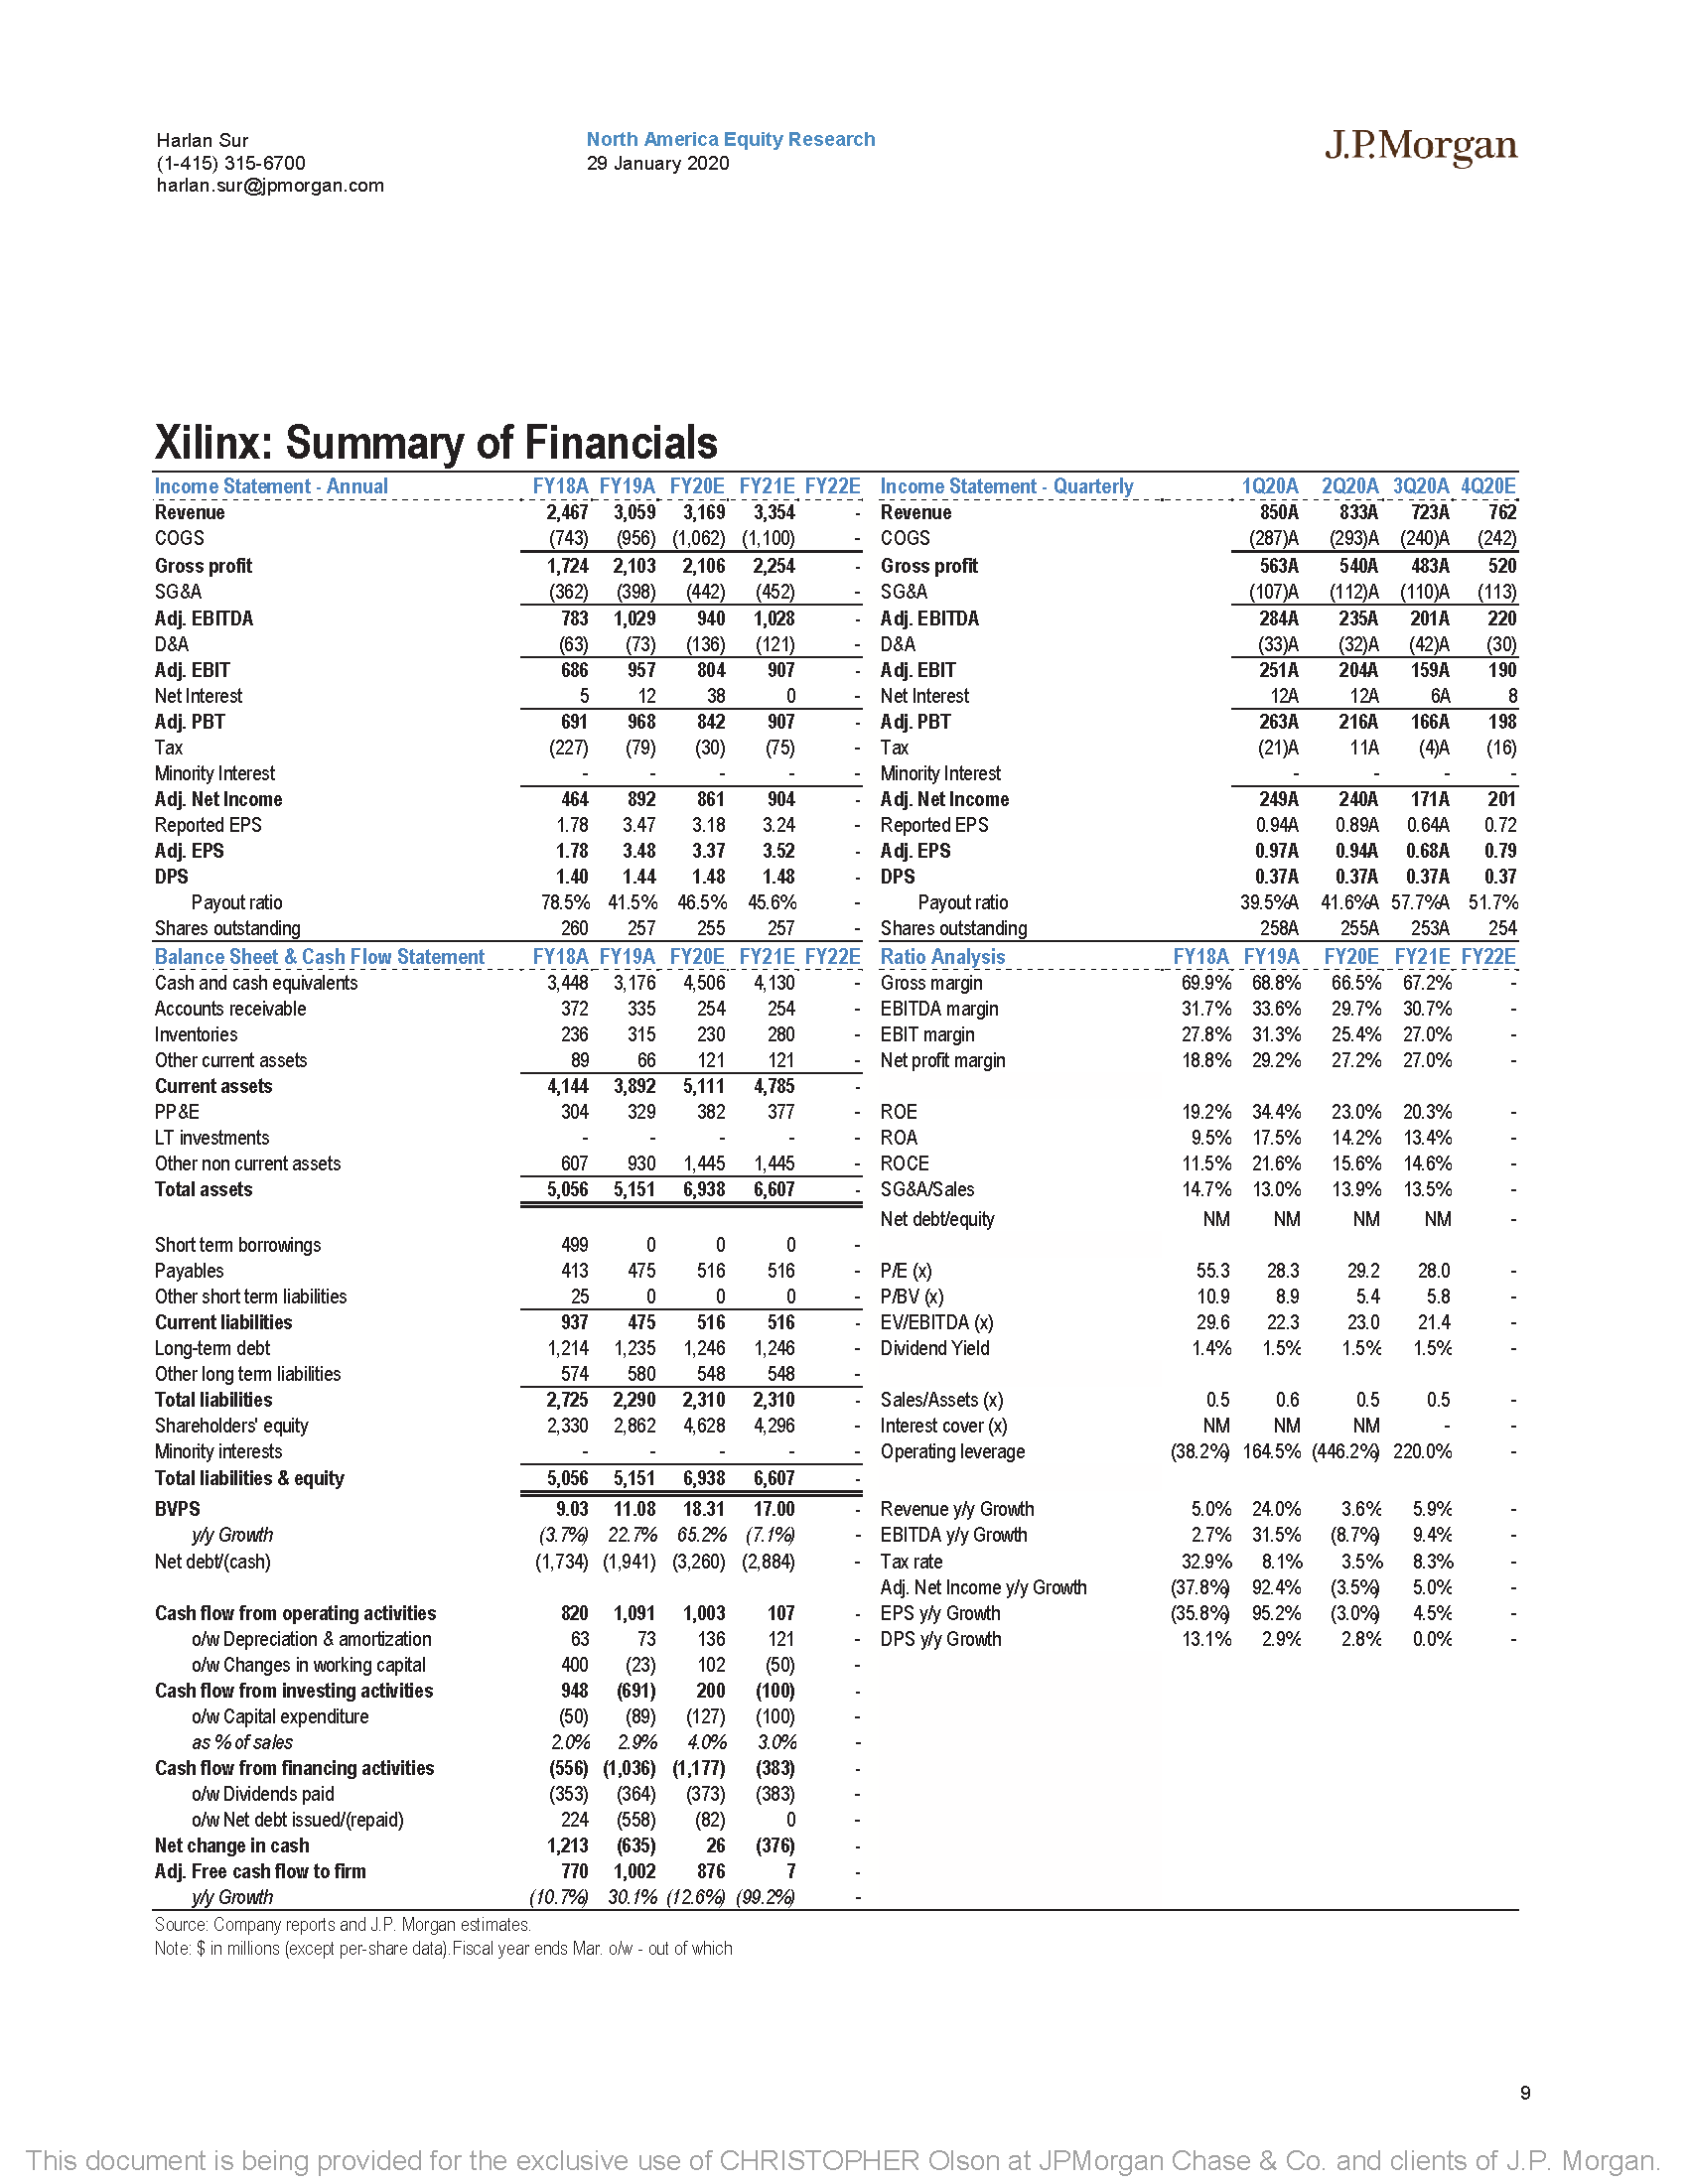 Harlan Sur
(1-415) 315-6700
harlan.sur@jpmorgan.com
North America Equity Research
29 January 2020
J.P.Morgan
Xilinx: Summary of Financials
Income Statement - Annual FY18A FY19A FY20E FY21E FY22E
Revenue 2,467 3,059 3,169 3,354 -
COGS (743) (956) (1,062) (1,100) -
Gross profit 1,724 2,103 2,106 2,254 -
SG&A (362) (398) (442) (452) -
Adj. EBITDA 783 1,029 940 1,028 -
D&A (63) (73) (136) (121) -
Adj. EBIT 686 957 804 907 -
Net Interest 5 12 38 0 -
Adj. PBT 691 968 842 907 -
Tax (227) (79) (30) (75) -
Minority Interest - - - - -
Adj. Net Income 464 892 861 904 -
Reported EPS 1.78 3.47 3.18 3.24 -
Adj. EPS 1.78 3.48 3.37 3.52 -
DPS 1.40 1.44 1.48 1.48 -
Payout ratio 78.5% 41.5% 46.5% 45.6% -
Shares outstanding 260 257 255 257 -
Income Statement - Quarterly 1Q20A 2Q20A 3Q20A 4Q20E
Revenue 850A 833A 723A 762
COGS (287)A (293)A (240)A (242)
Gross profit 563A 540A 483A 520
SG&A (107)A (112)A (110)A (113)
Adj. EBITDA 284A 235A 201A 220
D&A (33)A (32)A (42)A (30)
Adj. EBIT 251A 204A 159A 190
Net Interest 12A 12A 6A 8
Adj. PBT 263A 216A 166A 198
Tax (21)A 11A (4)A (16)
Minority Interest - - - -
Adj. Net Income 249A 240A 171A 201
Reported EPS 0.94A 0.89A 0.64A 0.72
Adj. EPS 0.97A 0.94A 0.68A 0.79
DPS 0.37A 0.37A 0.37A 0.37
Payout ratio 39.5%A 41.6%A 57.7%A 51.7%
Shares outstanding 258A 255A 253A 254
Balance Sheet & Cash Flow Statement FY18A FY19A FY20E FY21E FY22E
Cash and cash equivalents 3,448 3,176 4,506 4,130 -
Accounts receivable 372 335 254 254 -
Inventories 236 315 230 280 -
Other current assets 89 66 121 121 -
Current assets 4,144 3,892 5,111 4,785 -
PP&E 304 329 382 377 -
LT investments - - - - -
Other non current assets 607 930 1,445 1,445 -
Total assets 5,056 5,151 6,938 6,607 -
Short term borrowings 499 0 0 0 -
Payables 413 475 516 516 -
Other short term liabilities 25 0 0 0 -
Current liabilities 937 475 516 516 -
Long-term debt 1,214 1,235 1,246 1,246 -
Other long term liabilities 574 580 548 548 -
Total liabilities 2,725 2,290 2,310 2,310 -
Shareholders' equity 2,330 2,862 4,628 4,296 -
Minority interests - - - - -
Total liabilities & equity 5,056 5,151 6,938 6,607 -
BVPS 9.03 11.08 18.31 17.00 -
y/y Growth (3.7%) 22.7% 65.2% (7.1%) -
Net debt/(cash) (1,734) (1,941) (3,260) (2,884) -
Cash flow from operating activities 820 1,091 1,003 107 -
o/w Depreciation & amortization 63 73 136 121 -
o/w Changes in working capital 400 (23) 102 (50) -
Cash flow from investing activities 948 (691) 200 (100) -
o/w Capital expenditure (50) (89) (127) (100) -
as % of sales 2.0% 2.9% 4.0% 3.0% -
Cash flow from financing activities (556) (1,036) (1,177) (383) -
o/w Dividends paid (353) (364) (373) (383) -
o/w Net debt issued/(repaid) 224 (558) (82) 0 -
Net change in cash 1,213 (635) 26 (376) -
Adj. Free cash flow to firm 770 1,002 876 7 -
y/y Growth (10.7%) 30.1% (12.6%) (99.2%) -
Ratio Analysis FY18A FY19A FY20E FY21E FY22E
Gross margin 69.9% 68.8% 66.5% 67.2% -
EBITDA margin 31.7% 33.6% 29.7% 30.7% -
EBIT margin 27.8% 31.3% 25.4% 27.0% -
Net profit margin 18.8% 29.2% 27.2% 27.0% -
ROE 19.2% 34.4% 23.0% 20.3% -
ROA 9.5% 17.5% 14.2% 13.4% -
ROCE 11.5% 21.6% 15.6% 14.6% -
SG&A/Sales 14.7% 13.0% 13.9% 13.5% -
Net debt/equity NM NM NM NM -
P/E (x) 55.3 28.3 29.2 28.0 -
P/BV (x) 10.9 8.9 5.4 5.8 -
EV/EBITDA (x) 29.6 22.3 23.0 21.4 -
Dividend Yield 1.4% 1.5% 1.5% 1.5% -
Sales/Assets (x) 0.5 0.6 0.5 0.5 -
Interest cover (x) NM NM NM - -
Operating leverage (38.2%) 164.5% (446.2%) 220.0% -
Revenue y/y Growth 5.0% 24.0% 3.6% 5.9% -
EBITDA y/y Growth 2.7% 31.5% (8.7%) 9.4% -
Tax rate 32.9% 8.1% 3.5% 8.3% -
Adj. Net Income y/y Growth (37.8%) 92.4% (3.5%) 5.0% -
EPS y/y Growth (35.8%) 95.2% (3.0%) 4.5% -
DPS y/y Growth 13.1% 2.9% 2.8% 0.0% -
Source: Company reports and J.P. Morgan estimates.
Note: $ in millions (except per-share data).Fiscal year ends Mar. o/w - out of which
9
This document is being provided for the exclusive use of CHRISTOPHER Olson at JPMorgan Chase & Co. and clients of J.P. Morgan.